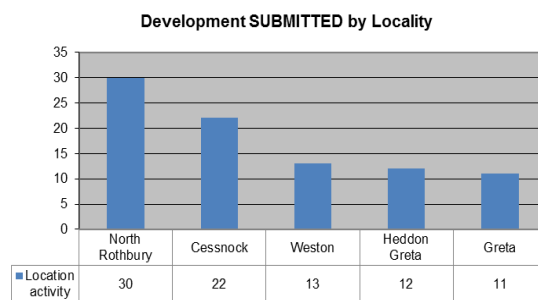 Development SUBMITTED by Locality
35
30
25
20
15
10
5
0
North Rothbury Cessnock Weston Heddon Greta Greta
Location activity 30 22 13 12 11